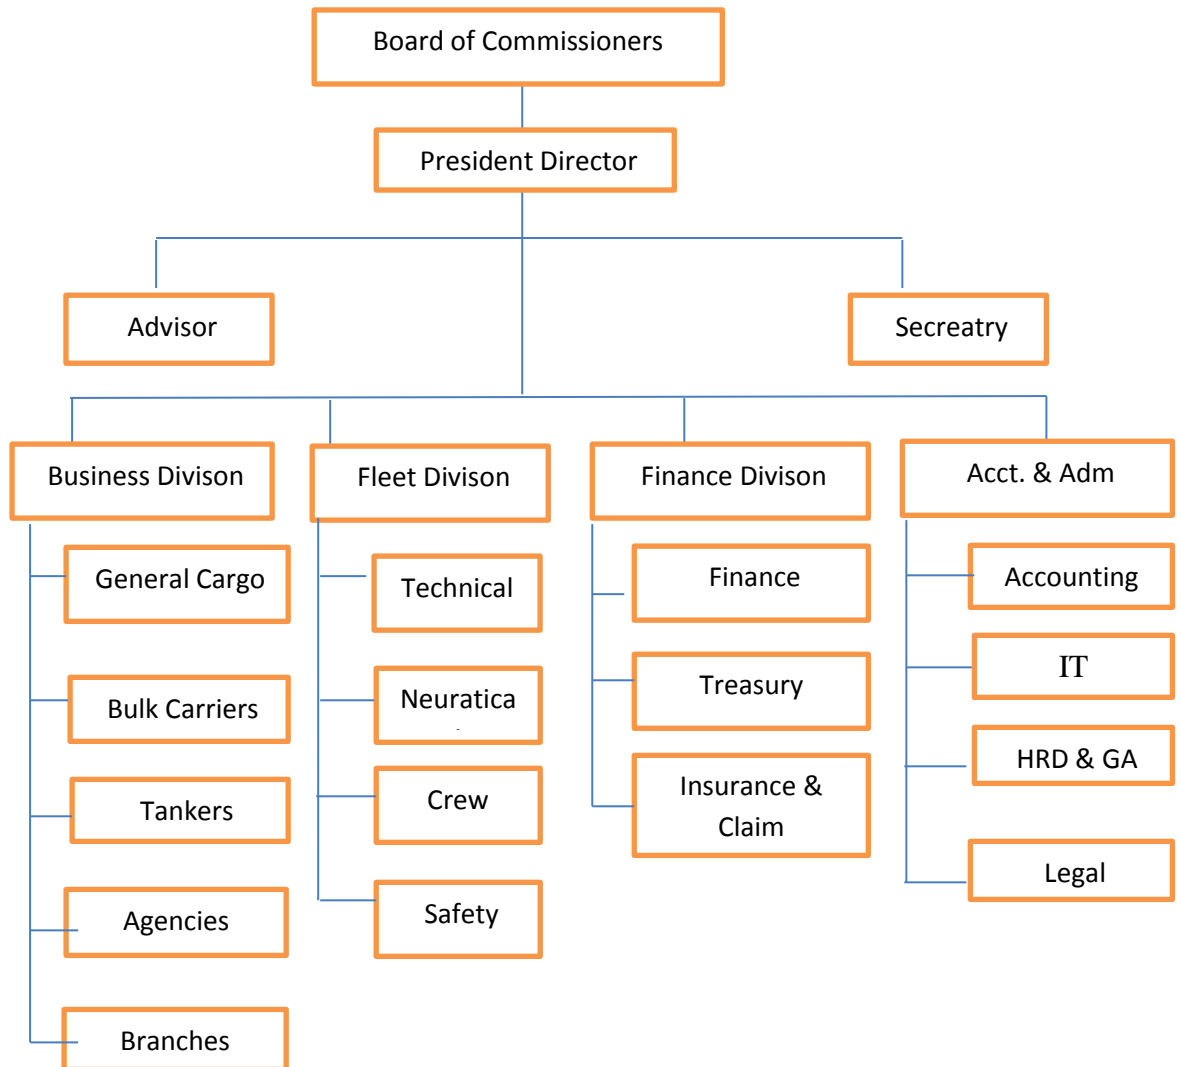 Board of Commissioners
President Director
Advisor
Secreatry
Business Divison
Fleet Divison
Finance Divison
Acct. & Adm
General Cargo
Bulk Carriers
Tankers
Agencies
Branches
Technical
Neuratica
Crew
Safety
Finance
Treasury
Insurance &
Claim
Accounting
IT
HRD & GA
Legal